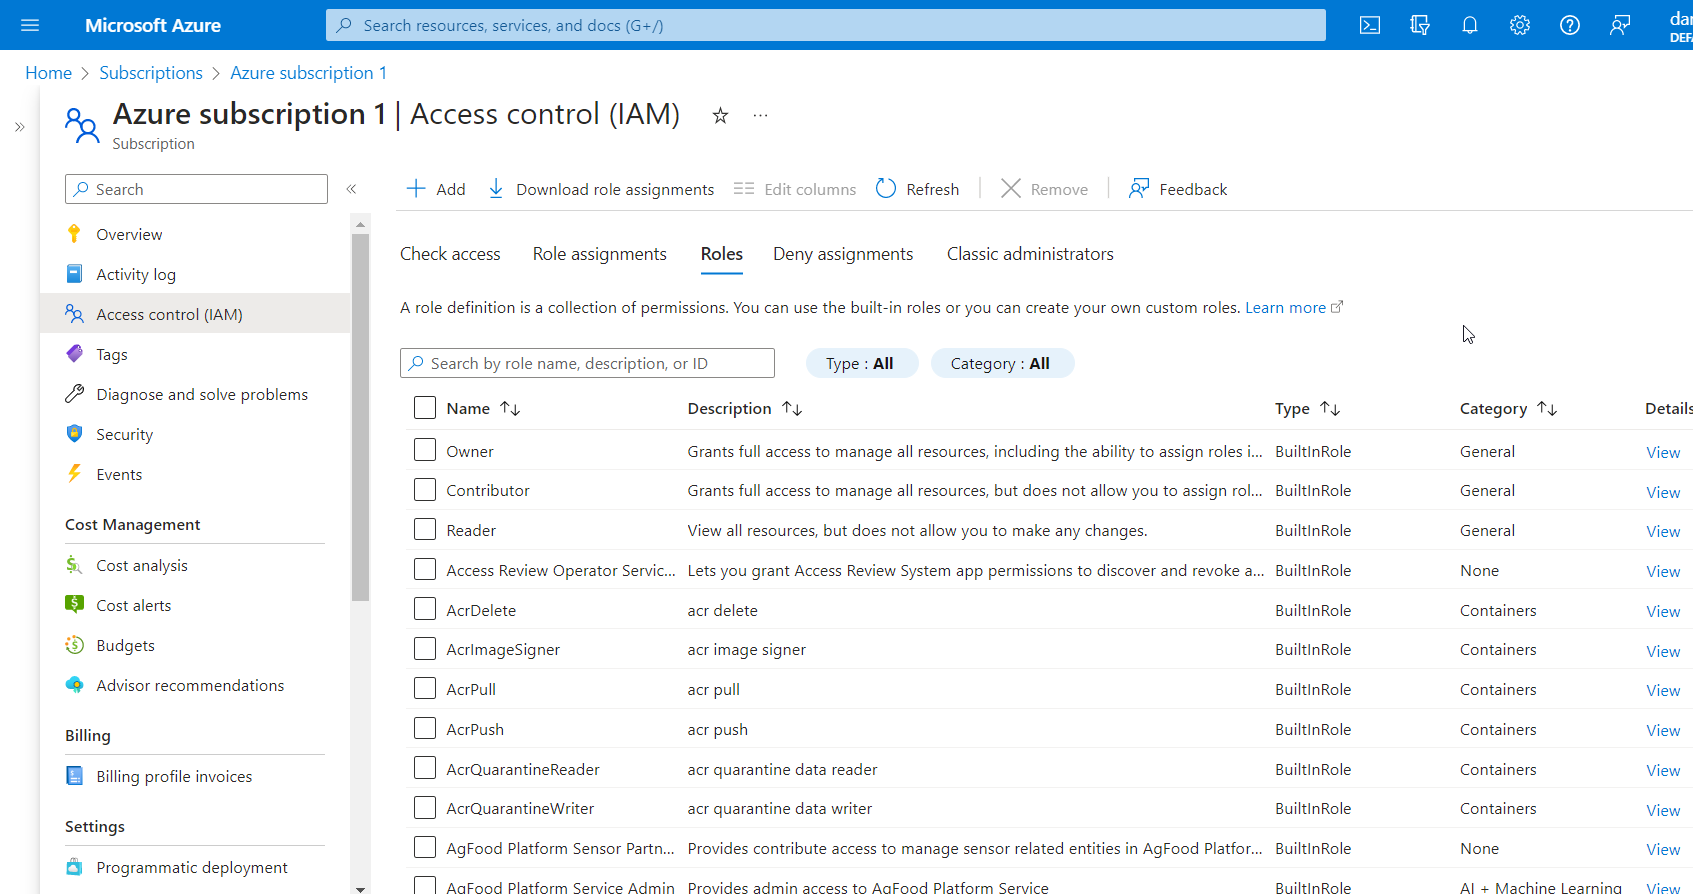 Microsoft Azure
Search resources, services, and docs (G+/)
dar
DEFA
Home > Subscriptions > Azure subscription 1
Azure subscription 1 | Access control (IAM)
Subscription
Search
Add
Download role assignments
Edit columns
Refresh
Remove
Feedback
Overview
Activity log
Access control (IAM)
Tags
Diagnose and solve problems
Security
Events
Cost Management
Cost analysis
Cost alerts
Budgets
Advisor recommendations
Billing
Billing profile invoices
Settings
Programmatic deployment
Check access Role assignments Roles Deny assignments Classic administrators
A role definition is a collection of permissions. You can use the built-in roles or you can create your own custom roles. Learn more
Search by role name, description, or ID
Type : All
Category : All
Name Description Type Category Details
Owner Grants full access to manage all resources, including the ability to assign roles i... BuiltInRole General View
Contributor Grants full access to manage all resources, but does not allow you to assign rol... BuiltInRole General View
Reader View all resources, but does not allow you to make any changes. BuiltInRole General View
Access Review Operator Servic... Lets you grant Access Review System app permissions to discover and revoke a... BuiltInRole None View
AcrDelete acr delete BuiltInRole Containers View
AcrImageSigner acr image signer BuiltInRole Containers View
AcrPull acr pull BuiltInRole Containers View
AcrPush acr push BuiltInRole Containers View
AcrQuarantineReader acr quarantine data reader BuiltInRole Containers View
AcrQuarantineWriter acr quarantine data writer BuiltInRole Containers View
AgFood Platform Sensor Partn... Provides contribute access to manage sensor related entities in AgFood Platfor... BuiltInRole None View
AgFood Platform Service Admin Provides admin access to AgFood Platform Service BuiltInRole AI + Machine Learning View